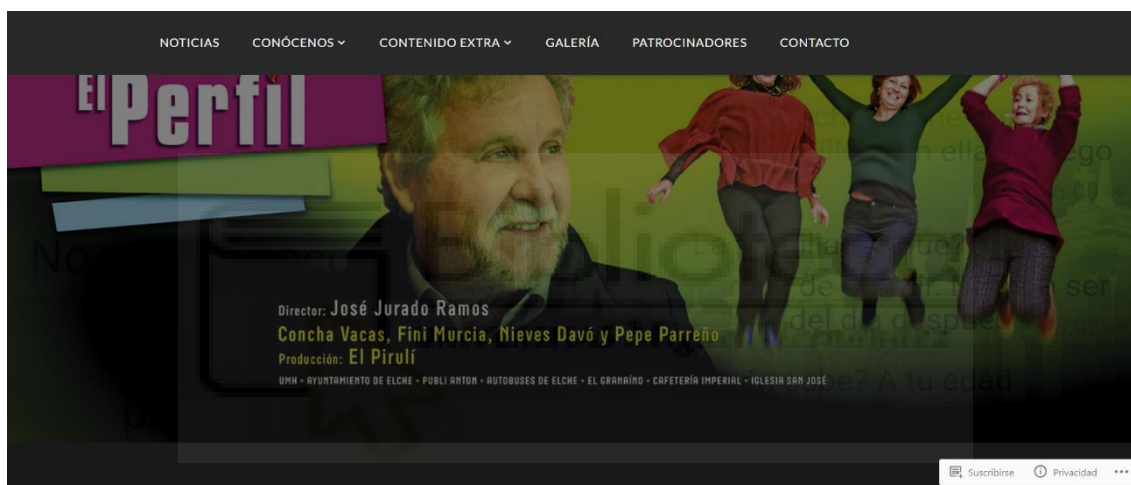 NOTICIAS CONÓCENOS CONTENIDO EXTRA GALERÍA PATROCINADORES CONTACTO
El Perfil
Biblioteca
Director: José Jurado Ramos
Concha Vacas, Fini Murcia, Nieves Davó y Pepe Parreño
Producción: El Pirulí
UMH - AYUNTAMIENTO DE ELCHE - PUBLI ANTON - AUTOBUSES DE ELCHE - EL GRANAÍNO - CAFETERÍA IMPERIAL - IGLESIA SAN JOSÉ
Suscribirse Privacidad ...